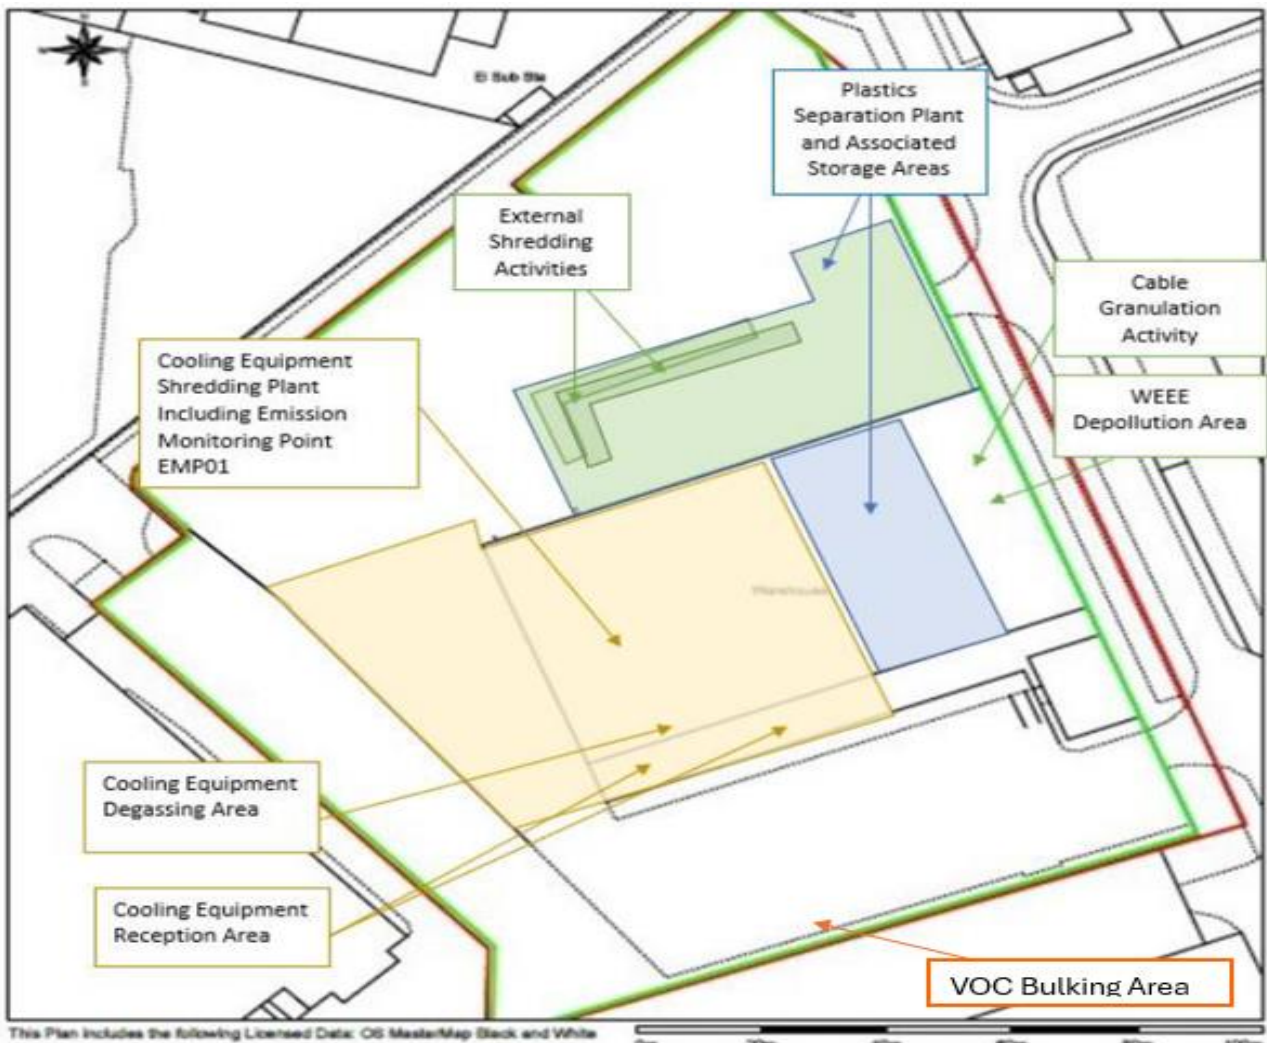 El Sub Sta
Plastics
Separation Plant
and Associated
Storage Areas
External
Shredding
Activities
Cable
Granulation
Activity
Cooling Equipment
Shredding Plant
Including Emission
Monitoring Point
EMP01
WEEE
Depollution Area
Warehouse
Cooling Equipment
Degassing Area
Cooling Equipment
Reception Area
VOC Bulking Area
This Plan includes the following Licensed Data: OS MasterMap Black and White